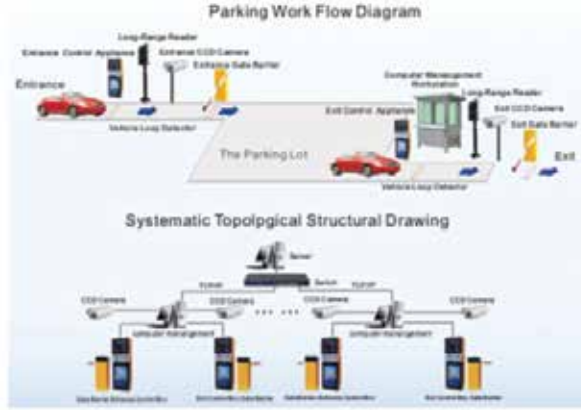 Parking Work Flow Diagram
Long-Range Reader
Entrance Control Appliance
Entrance CCD Camera
Entrance Gate Barrier
Entrance
Vehicle Loop Detector
Computer Management
Workstation
Long-Range Reader
Exit CCD Camera
Exit Control Appliance
Exit Gate Barrier
Exit
The Parking Lot
Vehicle Loop Detector
Systematic Topolpgical Structural Drawing
Server
Switch
TCP/IP
TCP/IP
CCD Camera
CCD Camera
CCD Camera
CCD Camera
computer management
computer management